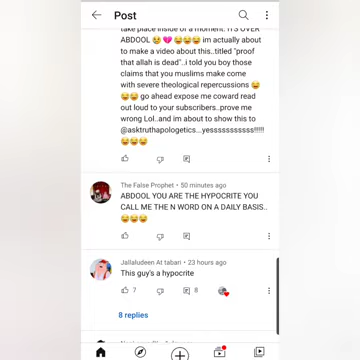 Post
take place inside of a moment. ITS OVER
ABDOOL 😢💔 😂😂😂 im actually about
to make a video about this.. titled "proof
that allah is dead"..i told you boy those
claims that you muslims make come
with severe theological repercussions 😂
😂😂😂 go ahead expose me coward read
out loud to your subscribers.. prove me
wrong Lol..and im about to show this to
@asktruthapologetics..yesssssssssss!!!!!
😂😂😂
The False Prophet • 50 minutes ago
ABDOOL YOU ARE THE HYPOCRITE YOU
CALL ME THE N WORD ON A DAILY BASIS..
😂😂😂
Jallaludeen At tabari • 23 hours ago
This guy's a hypocrite
7
8
8 replies